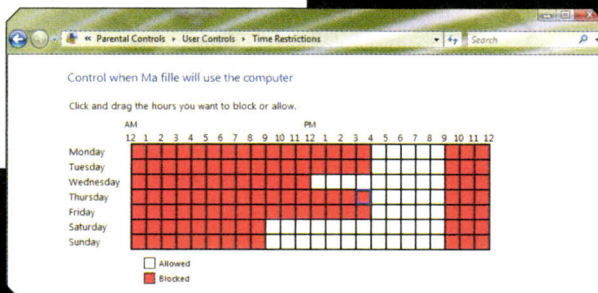 « Parental Controls ▸ User Controls ▸ Time Restrictions
Search
Control when Ma fille will use the computer
Click and drag the hours you want to block or allow.
AM PM
12 1 2 3 4 5 6 7 8 9 10 11 12 1 2 3 4 5 6 7 8 9 10 11 12
Monday
Tuesday
Wednesday
Thursday
Friday
Saturday
Sunday
Allowed
Blocked